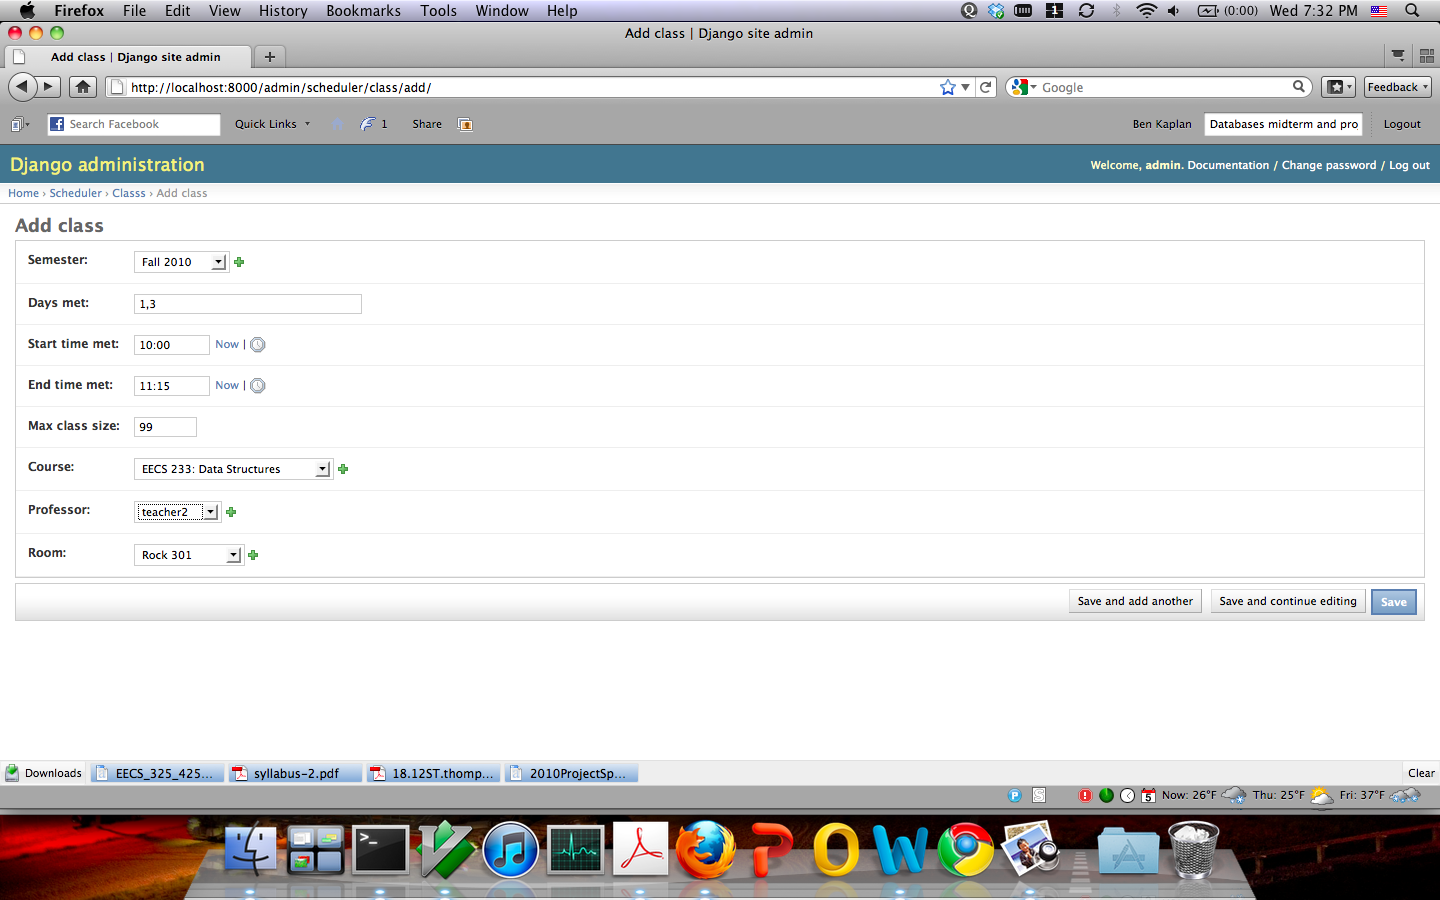 Firefox File Edit View History Bookmarks Tools Window Help 1 (0:00) Wed 7:32 PM
Add class | Django site admin
Add class | Django site admin
http://localhost:8000/admin/scheduler/class/add/ Google Feedback
Search Facebook Quick Links 1 Share Ben Kaplan Databases midterm and pro Logout
Django administration Welcome, admin. Documentation / Change password / Log out
Home › Scheduler › Classs › Add class
Add class
Semester: Fall 2010
Days met: 1,3
Start time met: 10:00 Now |
End time met: 11:15 Now |
Max class size: 99
Course: EECS 233: Data Structures
Professor: teacher2
Room: Rock 301
Save and add another Save and continue editing Save
Downloads EECS_325_425... syllabus-2.pdf 18.12ST.thomp... 2010ProjectSp... Clear
P S 5 Now: 26°F Thu: 25°F Fri: 37°F